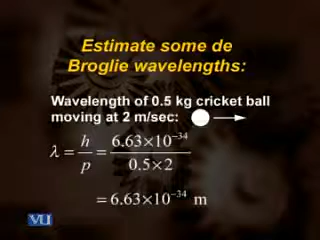 Estimate some de
Broglie wavelengths:
Wavelength of 0.5 kg cricket ball
moving at 2 m/sec:
λ = h/p = 6.63×10⁻³⁴/0.5×2
= 6.63×10⁻³⁴ m
VU